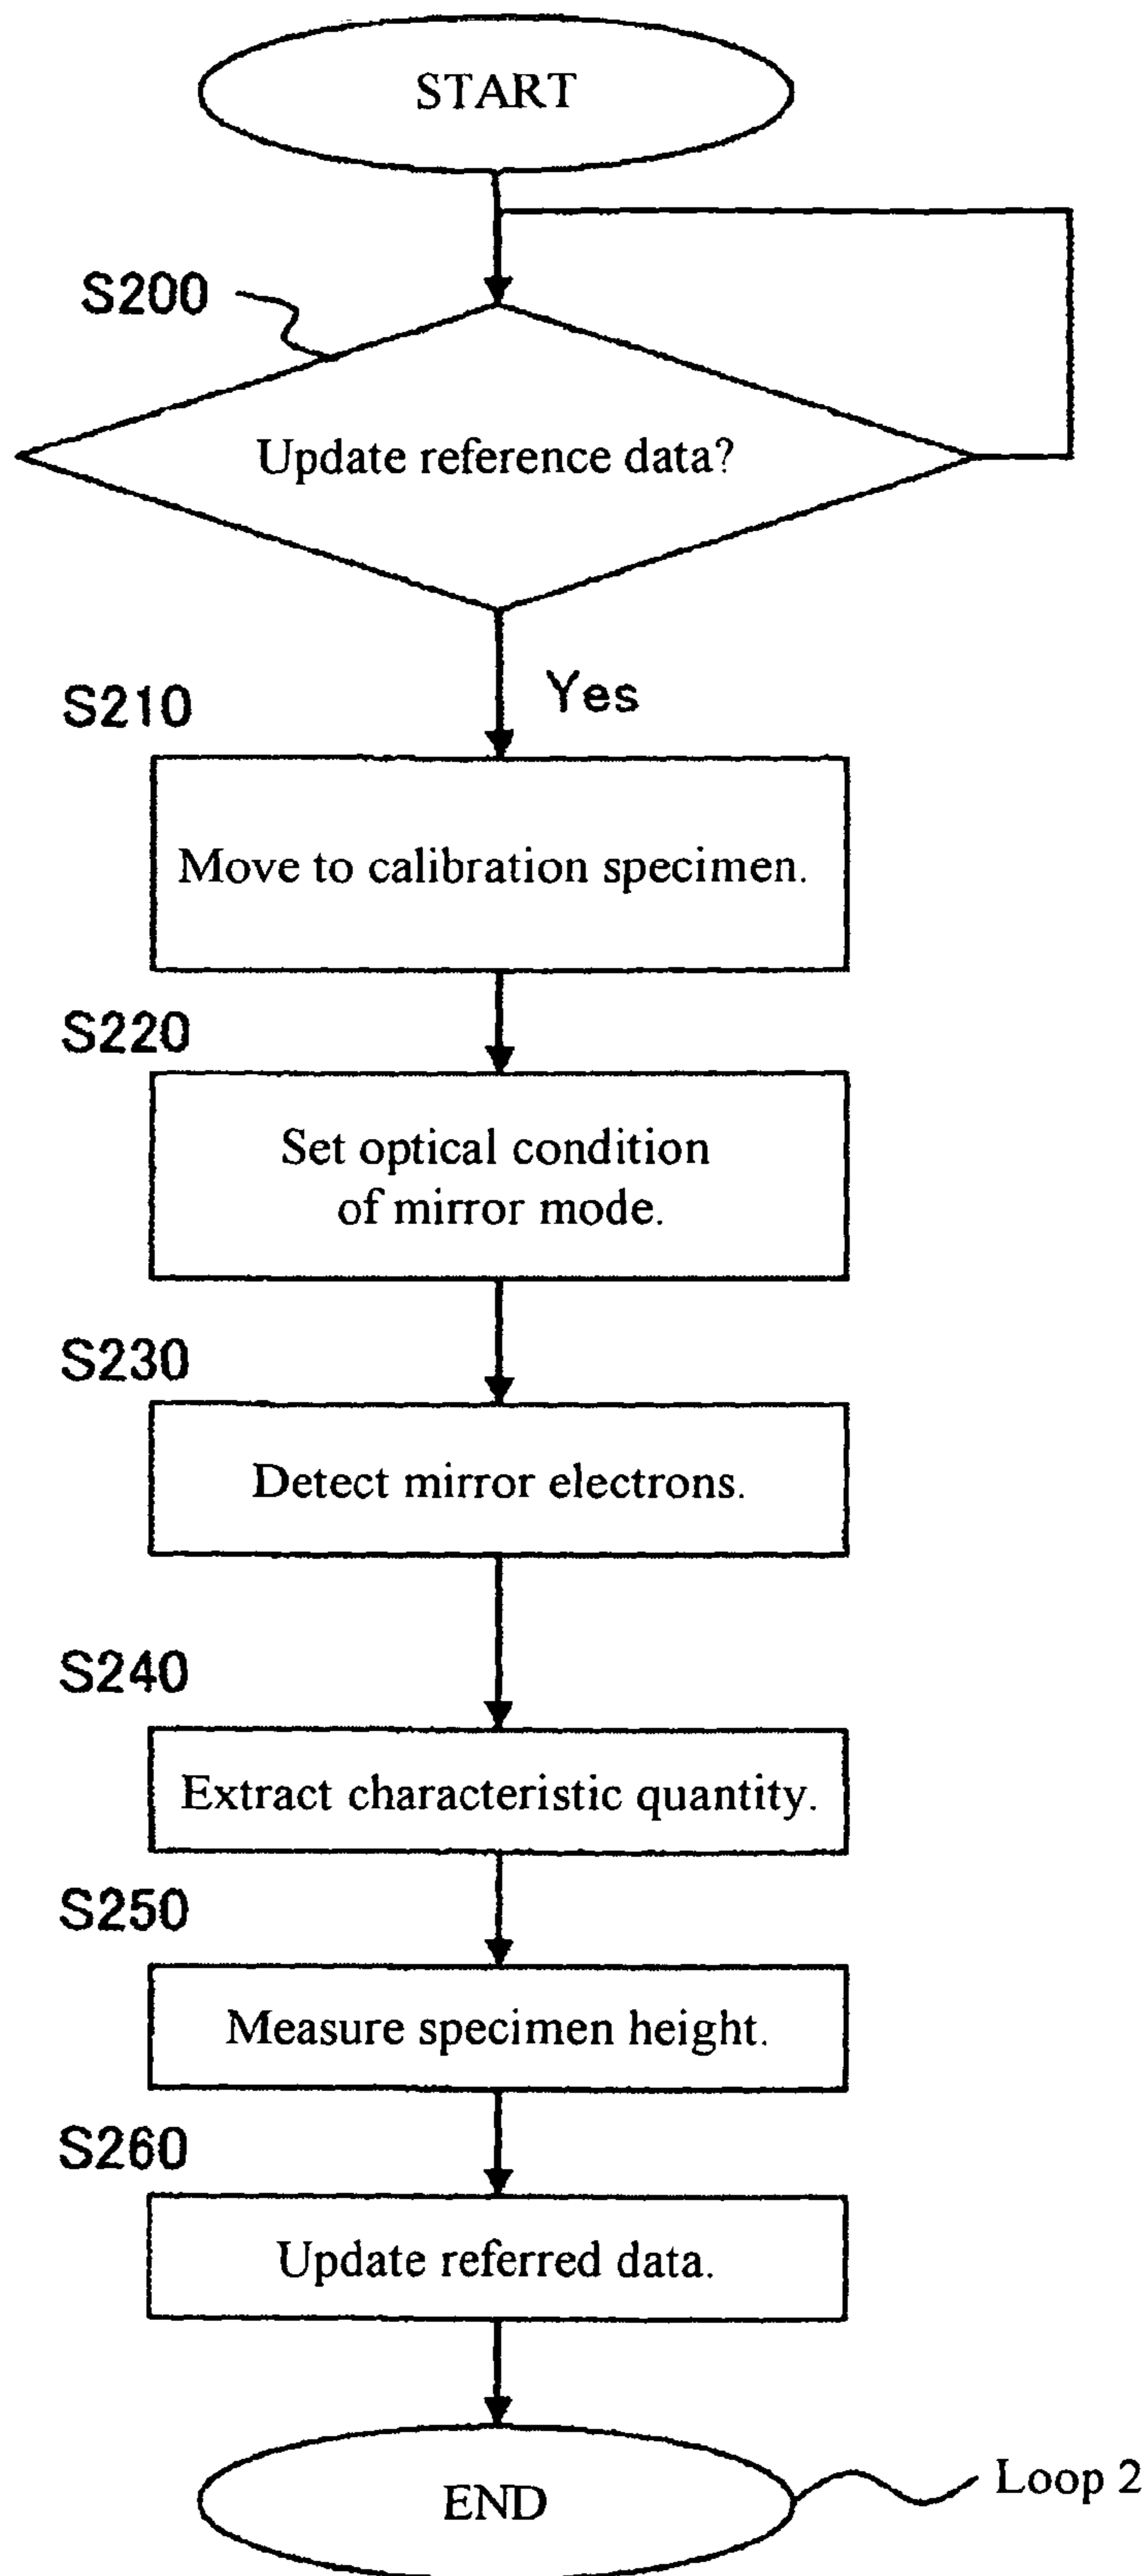 START
S200
Update reference data?
S210
Yes
Move to calibration specimen.
S220
Set optical condition
of mirror mode.
S230
Detect mirror electrons.
S240
Extract characteristic quantity.
S250
Measure specimen height.
S260
Update referred data.
END
Loop 2